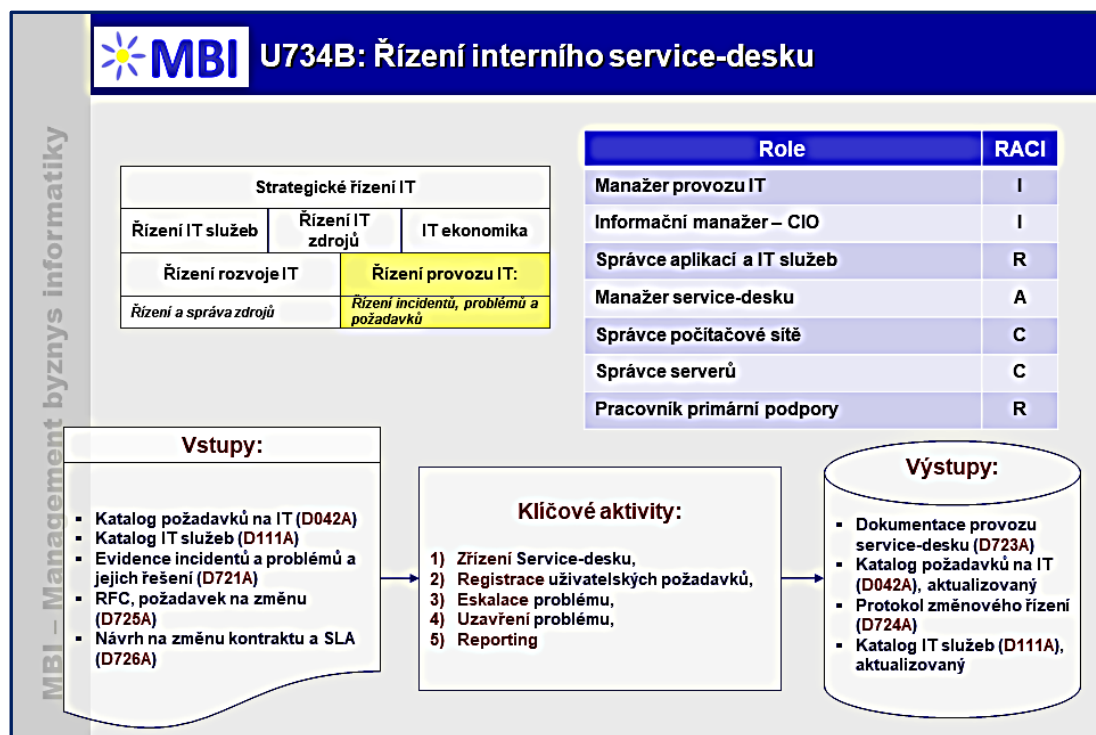 MBI
U734B: Řízení interního service-desku
MBI – Management byznys informatiky
Strategické řízení IT
Řízení IT služeb
Řízení IT
zdrojů
IT ekonomika
Řízení rozvoje IT
Řízení provozu IT:
Řízení a správa zdrojů
Řízení incidentů, problémů a
požadavků
Role RACI
Manažer provozu IT I
Informační manažer – CIO I
Správce aplikací a IT služeb R
Manažer service-desku A
Správce počítačové sítě C
Správce serverů C
Pracovník primární podpory R
Vstupy:
▪ Katalog požadavků na IT (D042A)
▪ Katalog IT služeb (D111A)
▪ Evidence incidentů a problémů a
jejich řešení (D721A)
▪ RFC, požadavek na změnu
(D725A)
▪ Návrh na změnu kontraktu a SLA
(D726A)
Klíčové aktivity:
1) Zřízení Service-desku,
2) Registrace uživatelských požadavků,
3) Eskalace problému,
4) Uzavření problému,
5) Reporting
Výstupy:
▪ Dokumentace provozu
service-desku (D723A)
▪ Katalog požadavků na IT
(D042A), aktualizovaný
▪ Protokol změnového řízení
(D724A)
▪ Katalog IT služeb (D111A),
aktualizovaný